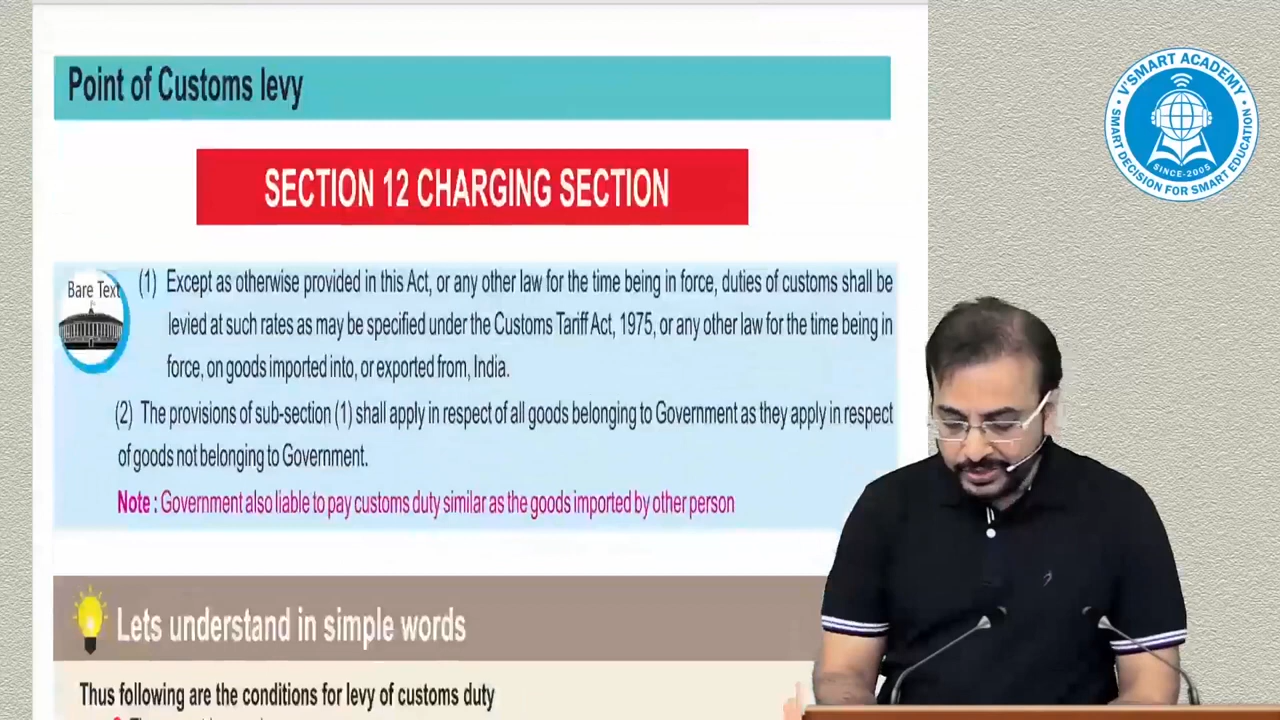 Point of Customs levy
SECTION 12 CHARGING SECTION
Bare Text
(1) Except as otherwise provided in this Act, or any other law for the time being in force, duties of customs shall be
levied at such rates as may be specified under the Customs Tariff Act, 1975, or any other law for the time being in
force, on goods imported into, or exported from, India.
(2) The provisions of sub-section (1) shall apply in respect of all goods belonging to Government as they apply in respect
of goods not belonging to Government.
Note : Government also liable to pay customs duty similar as the goods imported by other person
Lets understand in simple words
Thus following are the conditions for levy of customs duty
V'SMART ACADEMY
SINCE-2005
SMART DECISION FOR SMART EDUCATION